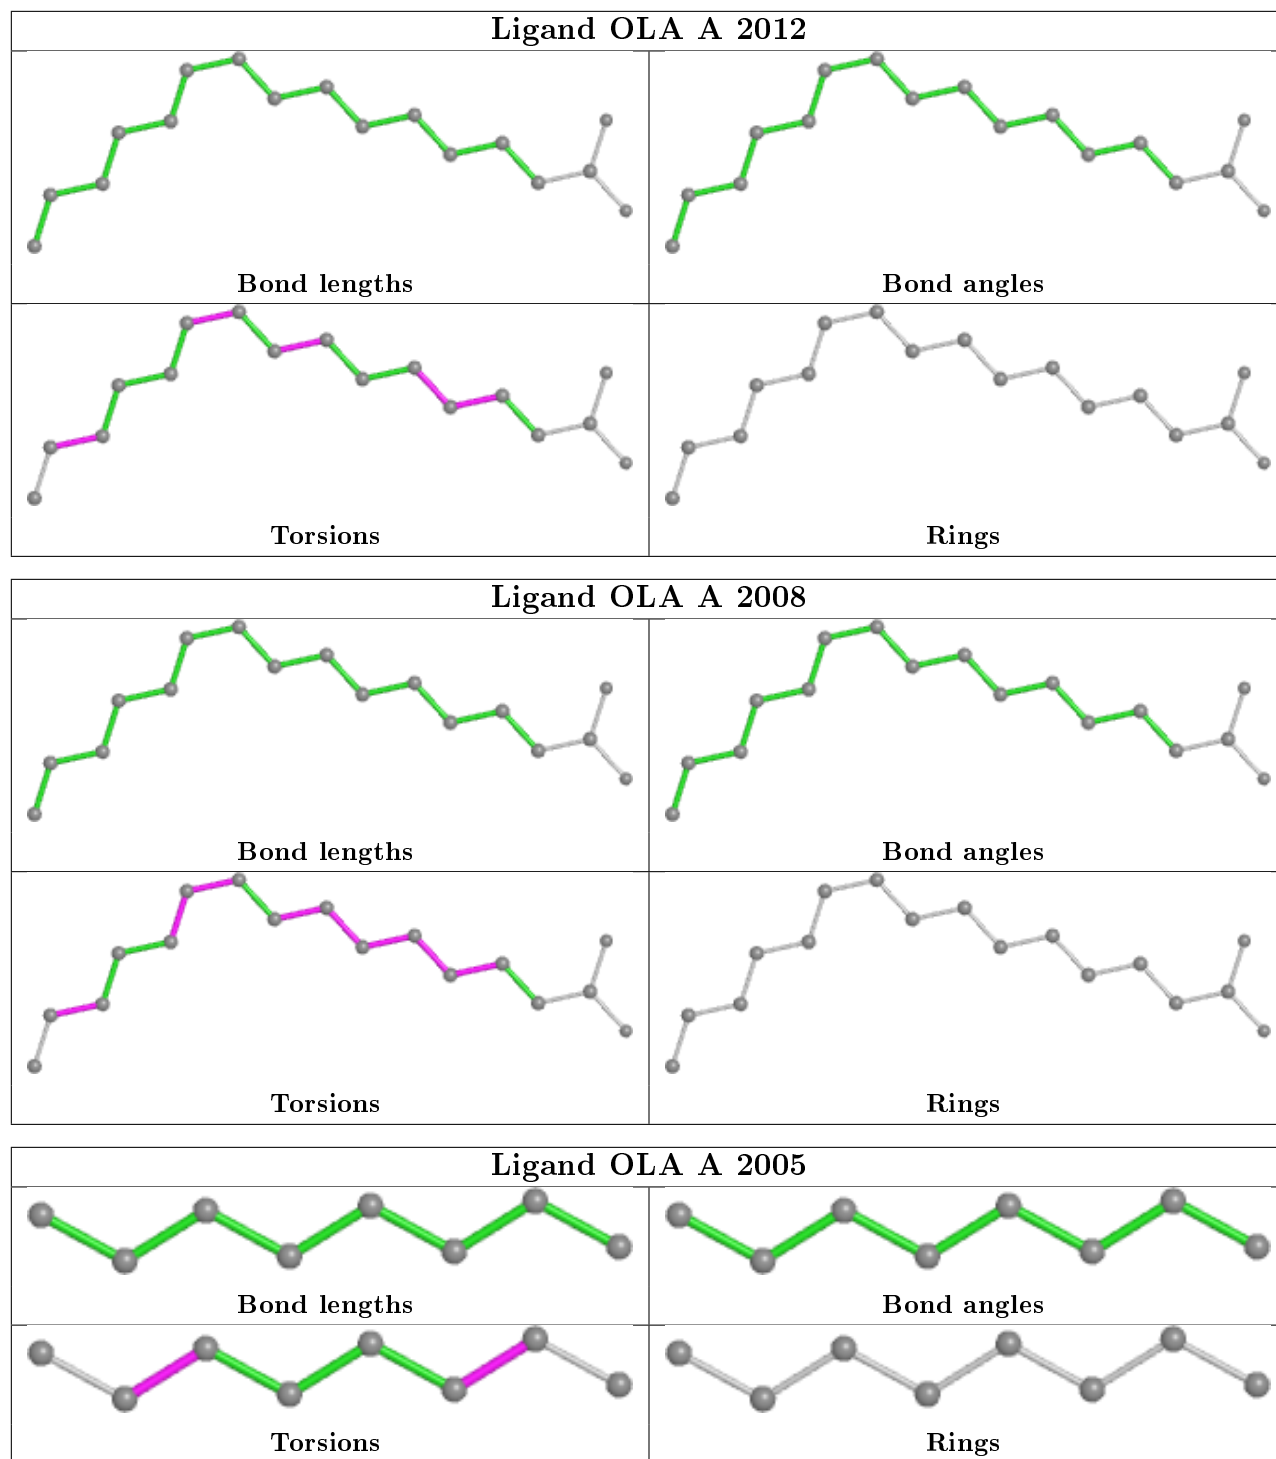 Ligand OLA A 2012
Bond lengths
Bond angles
Torsions
Rings
Ligand OLA A 2008
Bond lengths
Bond angles
Torsions
Rings
Ligand OLA A 2005
Bond lengths
Bond angles
Torsions
Rings